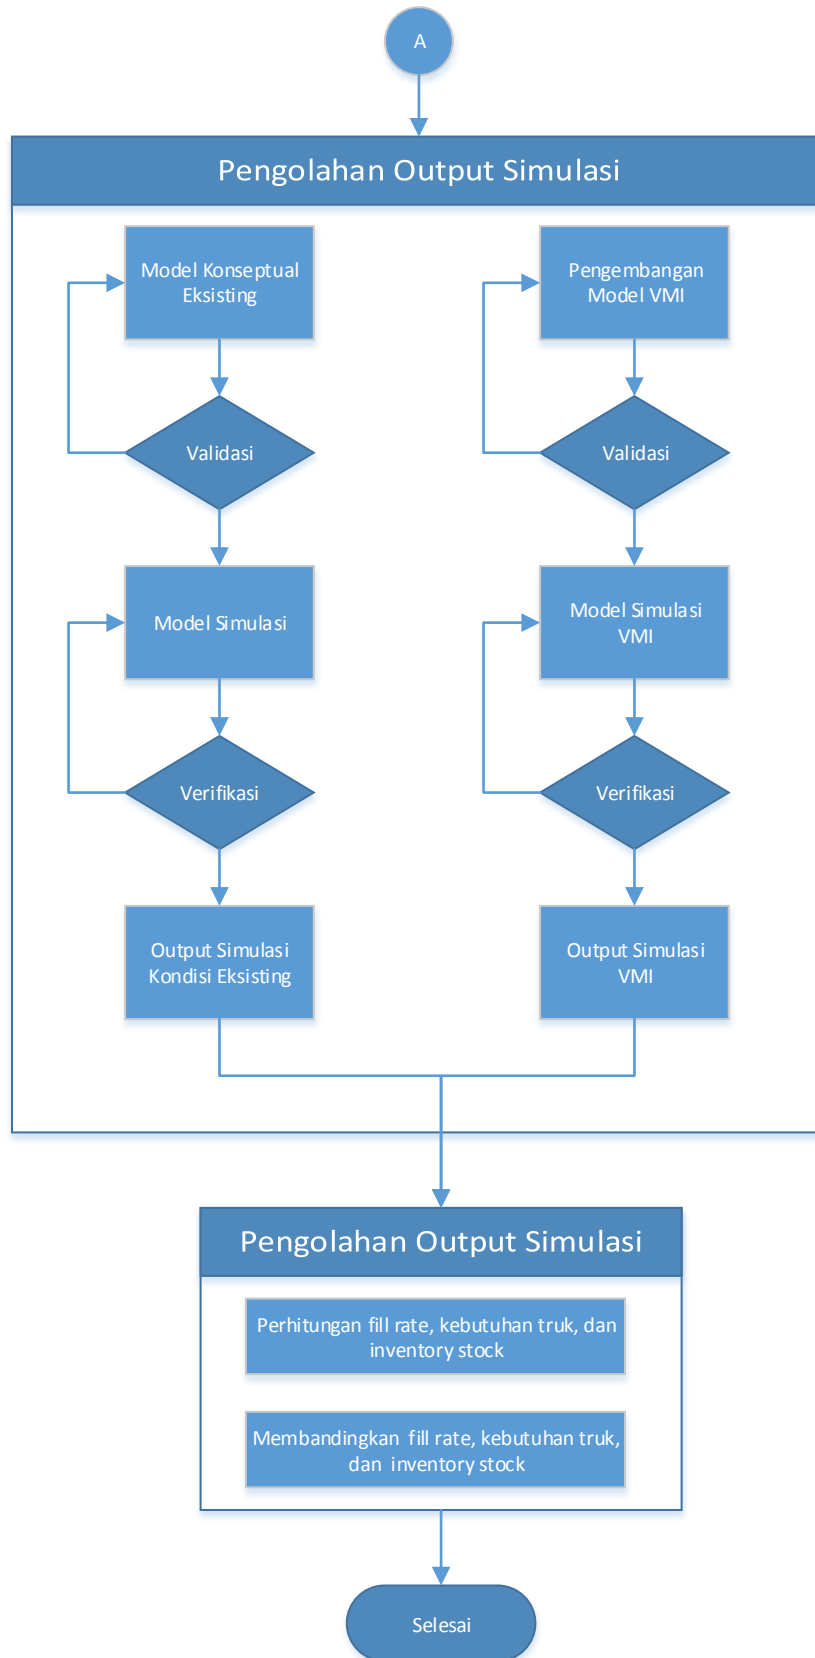 A
Pengolahan Output Simulasi
Model Konseptual
Eksisting
Validasi
Model Simulasi
Verifikasi
Output Simulasi
Kondisi Eksisting
Pengembangan
Model VMI
Validasi
Model Simulasi
VMI
Verifikasi
Output Simulasi
VMI
Pengolahan Output Simulasi
Perhitungan fill rate, kebutuhan truk, dan
inventory stock
Membandingkan fill rate, kebutuhan truk,
dan inventory stock
Selesai